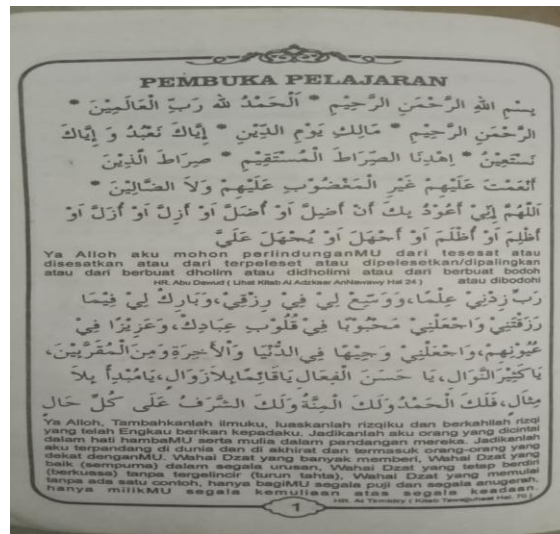 PEMBUKA PELAJARAN
بِسْمِ اللهِ الرَّحْمَنِ الرَّحِيْمِ * اَلْحَمْدُ لله رَبِّ الْعَالَمِيْنَ *
الرَّحْمَنِ الرَّحِيْمِ * مَالِكِ يَوْمِ الدِّيْنِ * إِيَّاكَ نَعْبُدُ وَ إِيَّاكَ
نَسْتَعِيْنُ * اِهْدِنَا الصِّرَاطَ الْمُسْتَقِيْمَ * صِرَاطَ الَّذِيْنَ
أَنْعَمْتَ عَلَيْهِمْ غَيْرِ الْمَغْضُوْبِ عَلَيْهِمْ وَلاَ الضَّالِّيْنَ *
اَللَّهُمَّ إِنِّيْ أَعُوْذُ بِكَ أَنْ أَضِلَّ اَوْ أُضَلَّ اَوْ أَزِلَّ اَوْ أُزَلَّ اَوْ
أَظْلِمَ اَوْ أُظْلَمَ اَوْ أَجْهَلَ اَوْ يُجْهَلَ عَلَيَّ
Ya Alloh aku mohon perlindunganMU dari tesesat atau
disesatkan atau dari terpeleset atau dipelesetkan/dipalingkan
atau dari berbuat dholim atau didholimi atau dari berbuat bodoh
atau dibodohi
HR. Abu Dawud ( Lihat Kitab Al Adzkaar AnNawawy Hal 24 )
رَبِّ زِدْنِيْ عِلْمًا، وَوَسِّعْ لِيْ فِيْ رِزْقِيْ، وَبَارِكْ لِيْ فِيْمَا
رَزَقْتَنِيْ وَاجْعَلْنِيْ مَحْبُوْبًا فِيْ قُلُوْبِ عِبَادِكَ، وَعَزِيْزًا فِيْ
عُيُوْنِهِمْ، وَاجْعَلْنِيْ وَجِيْهًا فِي الدُّنْيَا وَالْأَخِرَةِ وَمِنَ الْمُقَرَّبِيْنَ،
يَا كَثِيْرَ النَّوَالِ، يَا حَسَنَ الْفِعَالِ يَاقَائِمًا بِلاَزَوَالٍ، يَامُبْدِأً بِلاَ
مِثَالٍ، فَلَكَ الْحَمْدُ وَلَكَ الْمِنَّةُ وَلَكَ الشَّرَفُ عَلَى كُلِّ حَالٍ
Ya Alloh, Tambahkanlah ilmuku, luaskanlah rizqiku dan berkahilah rizqi
yang telah Engkau berikan kepadaku. Jadikanlah aku orang yang dicintai
dalam hati hambaMU serta mulia dalam pandangan mereka. Jadikanlah
aku terpandang di dunia dan di akhirat dan termasuk orang-orang yang
dekat denganMU. Wahai Dzat yang banyak memberi, Wahai Dzat yang
baik (sempurna) dalam segala urusan, Wahai Dzat yang tetap berdiri
(berkuasa) tanpa tergelincir (turun tahta), Wahai Dzat yang memulai
tanpa ada satu contoh, hanya bagiMU segala puji dan segala anugerah.
hanya milikMU segala kemuliaan atas segala keadaan.
1